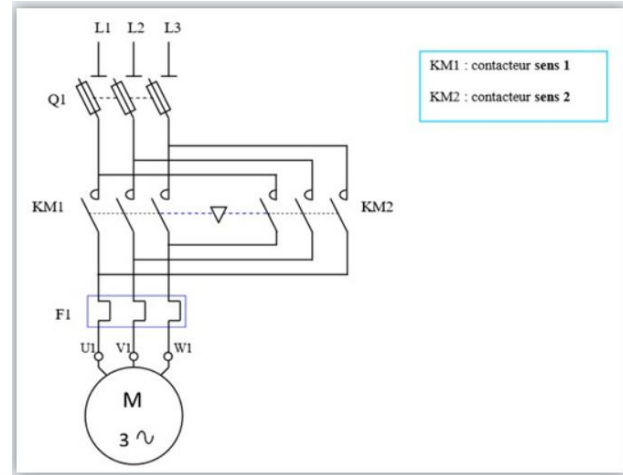 L1 L2 L3
KM1 : contacteur sens 1
KM2 : contacteur sens 2
Q1
KM1
KM2
F1
U1 V1 W1
M
3 ∿